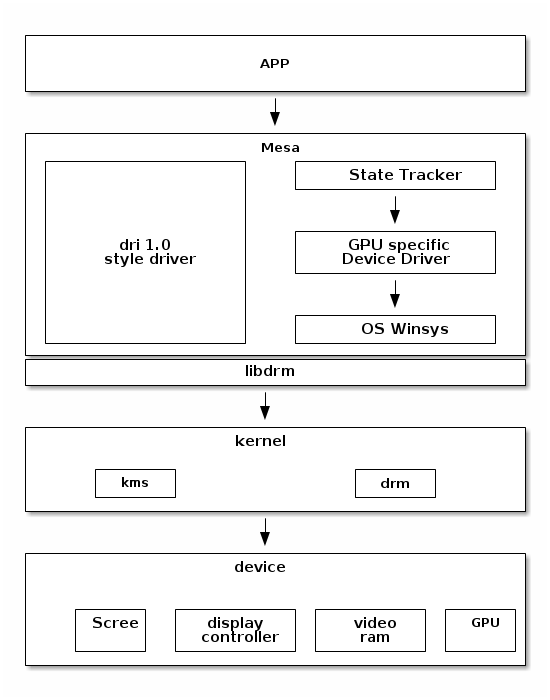 APP
Mesa
State Tracker
dri 1.0
style driver
GPU specific
Device Driver
OS Winsys
libdrm
kernel
kms
drm
device
Scree
display
controller
video
ram
GPU